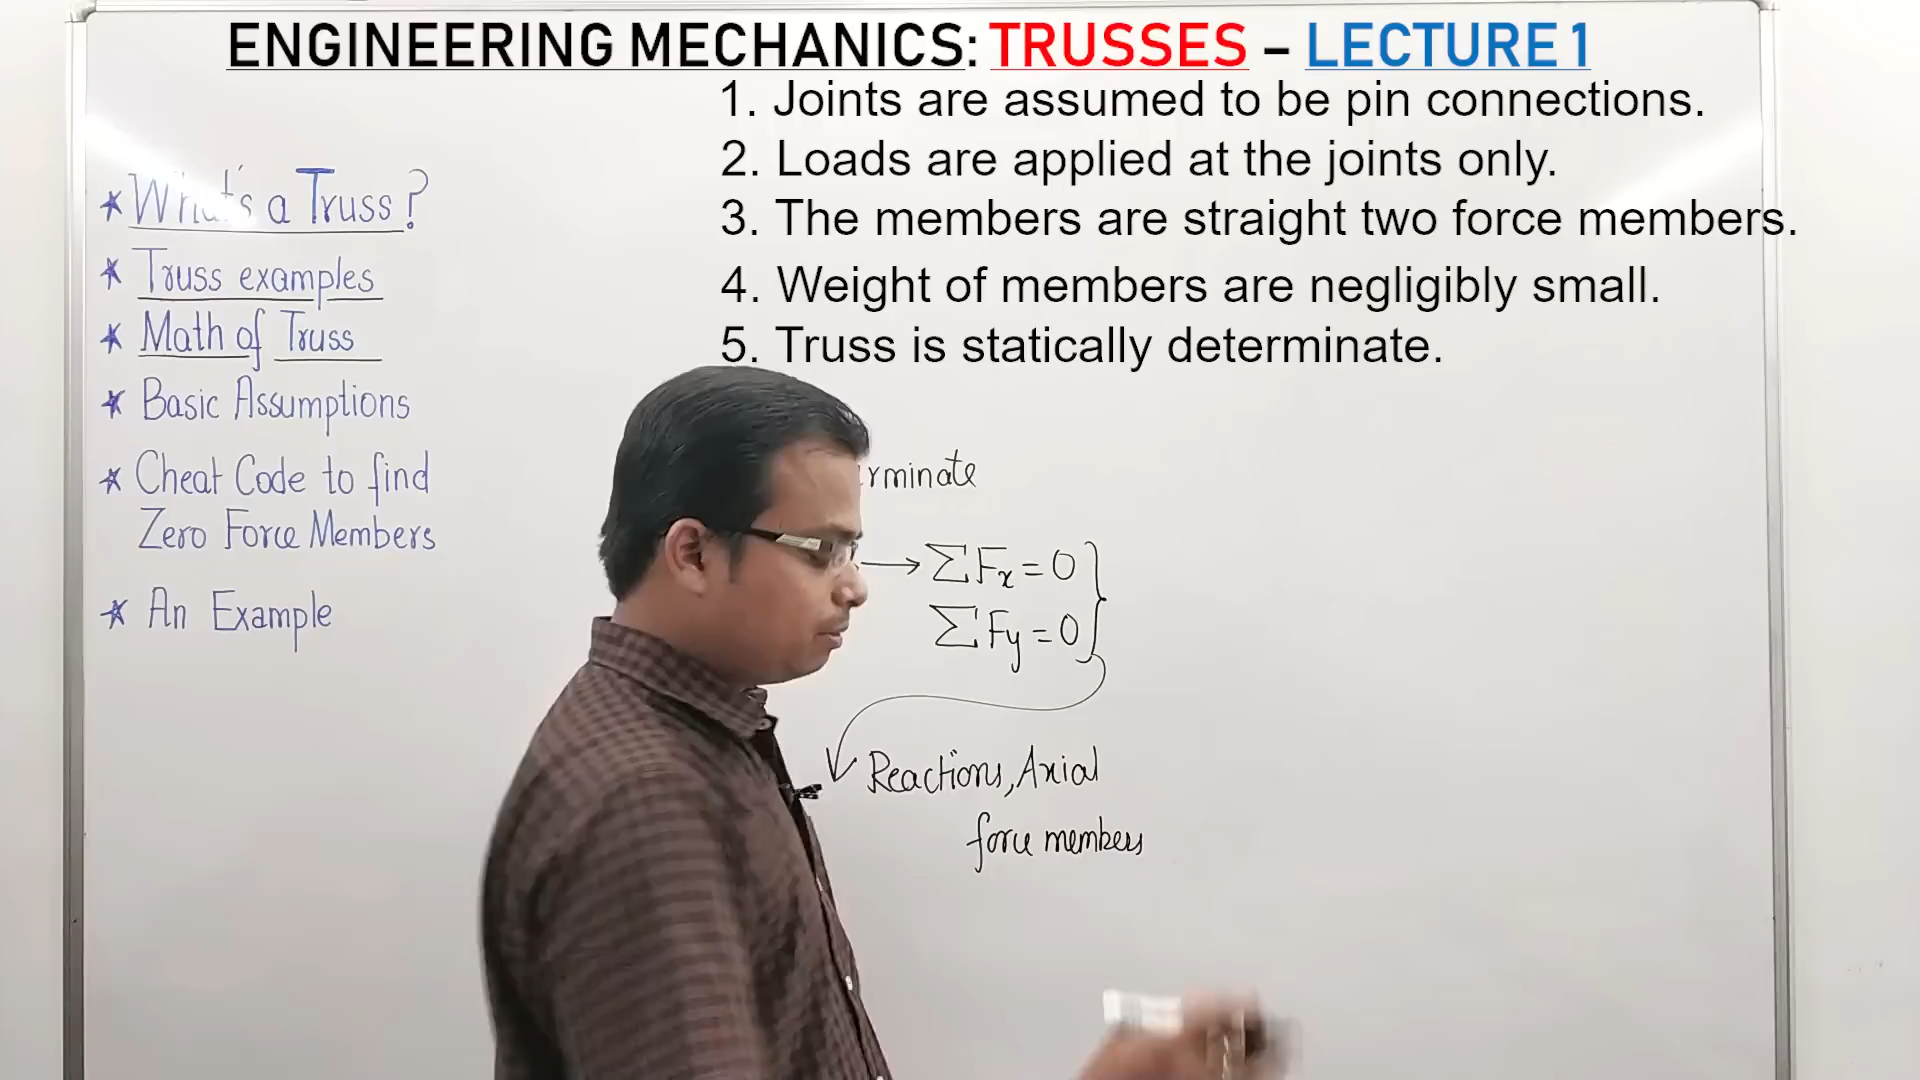 ENGINEERING MECHANICS: TRUSSES – LECTURE 1
1. Joints are assumed to be pin connections.
2. Loads are applied at the joints only.
3. The members are straight two force members.
4. Weight of members are negligibly small.
5. Truss is statically determinate.
* What's a Truss?
* Truss examples
* Math of Truss
* Basic Assumptions
* Cheat Code to find
Zero Force Members
* An Example
rminate
→ ΣFx = 0
ΣFy = 0
Reactions, Axial
force members